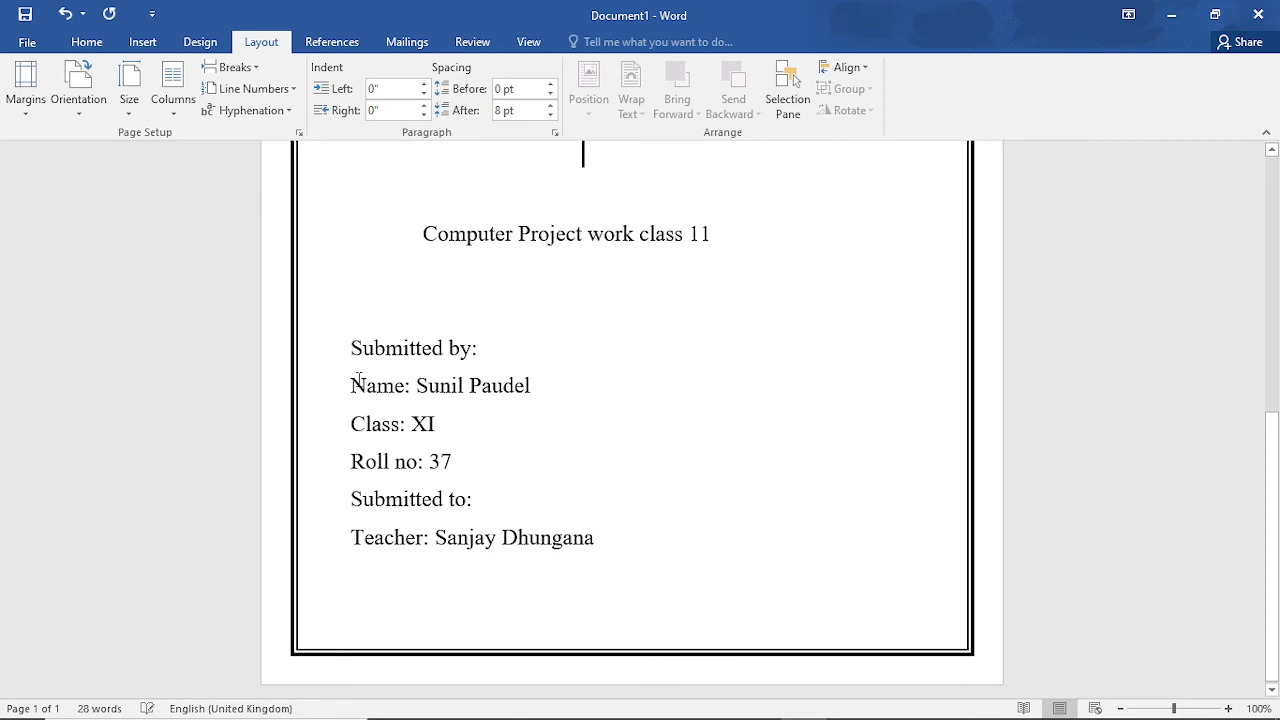 Document1 - Word
File Home Insert Design Layout References Mailings Review View Tell me what you want to do... Share
Margins Orientation Size Columns Breaks Line Numbers Hyphenation
Page Setup
Indent Spacing
Left: 0" Before: 0 pt
Right: 0" After: 8 pt
Paragraph
Position Wrap Text Bring Forward Send Backward Selection Pane Align Group Rotate
Arrange
Computer Project work class 11
Submitted by:
Name: Sunil Paudel
Class: XI
Roll no: 37
Submitted to:
Teacher: Sanjay Dhungana
Page 1 of 1 28 words English (United Kingdom) 100%